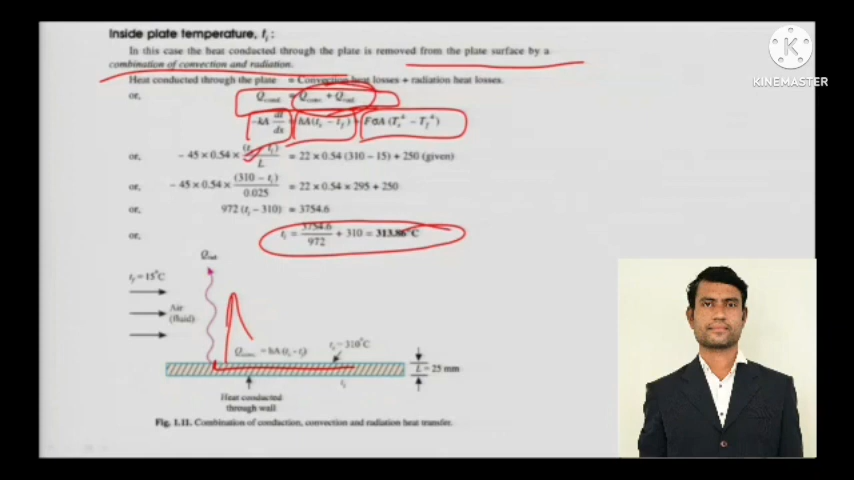 Inside plate temperature, tᵢ :
In this case the heat conducted through the plate is removed from the plate surface by a
combination of convection and radiation.
Heat conducted through the plate = Convection heat losses + radiation heat losses.
or, Q_cond. = Q_conv. + Q_rad.
–kA dt/dx = hA(tₛ – t_f) + FσA (Tₛ⁴ – T_f⁴)
or, – 45 × 0.54 × (tₛ – tᵢ)/L = 22 × 0.54 (310 – 15) + 250 (given)
or, – 45 × 0.54 × (310 – tᵢ)/0.025 = 22 × 0.54 × 295 + 250
or, 972 (tᵢ – 310) = 3754.6
or, tᵢ = 3754.6/972 + 310 = 313.86°C
Q_rad.
t_f = 15°C
Air
(fluid)
tₛ = 310°C
Q_conv. = hA (tₛ – t_f)
L = 25 mm
tᵢ
Heat conducted
through wall
Fig. 1.11. Combination of conduction, convection and radiation heat transfer.
K
KINEMASTER